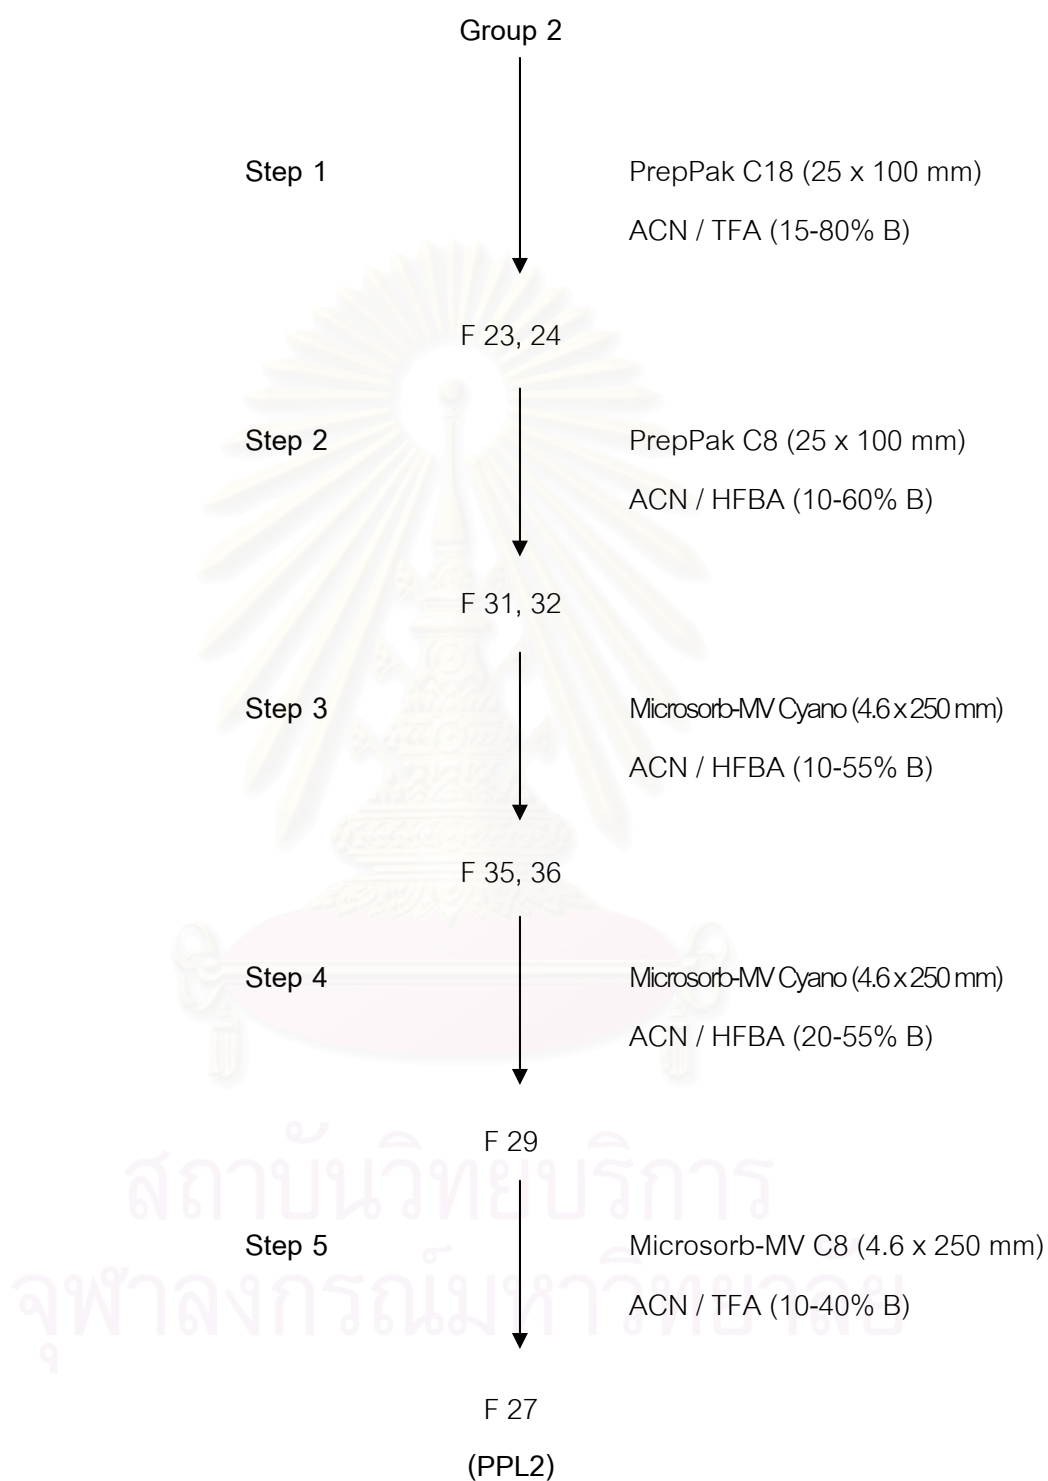 Group 2
Step 1
PrepPak C18 (25 x 100 mm)
ACN / TFA (15-80% B)
F 23, 24
Step 2
PrepPak C8 (25 x 100 mm)
ACN / HFBA (10-60% B)
F 31, 32
Step 3
Microsorb-MV Cyano (4.6 x 250 mm)
ACN / HFBA (10-55% B)
F 35, 36
Step 4
Microsorb-MV Cyano (4.6 x 250 mm)
ACN / HFBA (20-55% B)
F 29
สถาบันวิทยบริการ
Step 5
Microsorb-MV C8 (4.6 x 250 mm)
จุฬาลงกรณ์มหาวิทยาลัย
ACN / TFA (10-40% B)
F 27
(PPL2)